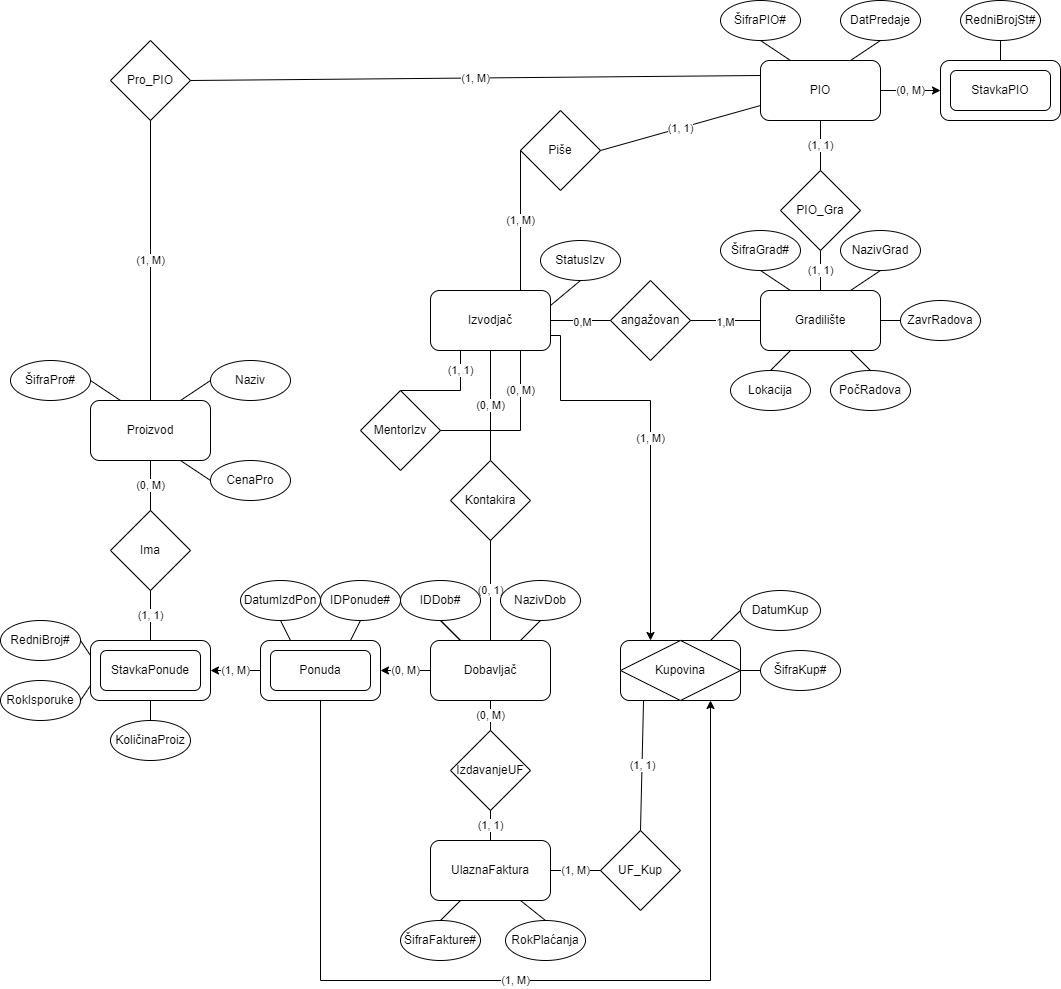 ŠifraPIO#
DatPredaje
RedniBrojSt#
Pro_PIO
(1, M)
PIO
(0, M)
StavkaPIO
(1, 1)
Piše
(1, 1)
PIO_Gra
(1, M)
(1, M)
StatusIzv
ŠifraGrad#
NazivGrad
(1, 1)
Izvodjač
0,M
angažovan
1,M
Gradilište
ZavrRadova
(1, 1)
(0, M)
(0, M)
Lokacija
PočRadova
ŠifraPro#
Naziv
Proizvod
MentorIzv
(1, M)
CenaPro
(0, M)
Kontakira
Ima
(0, 1)
DatumIzdPon
IDPonude#
IDDob#
NazivDob
DatumKup
(1, 1)
RedniBroj#
StavkaPonude
(1, M)
Ponuda
(0, M)
Dobavljač
Kupovina
ŠifraKup#
RokIsporuke
(0, M)
KoličinaProiz
IzdavanjeUF
(1, 1)
(1, 1)
UlaznaFaktura
(1, M)
UF_Kup
ŠifraFakture#
RokPlaćanja
(1, M)